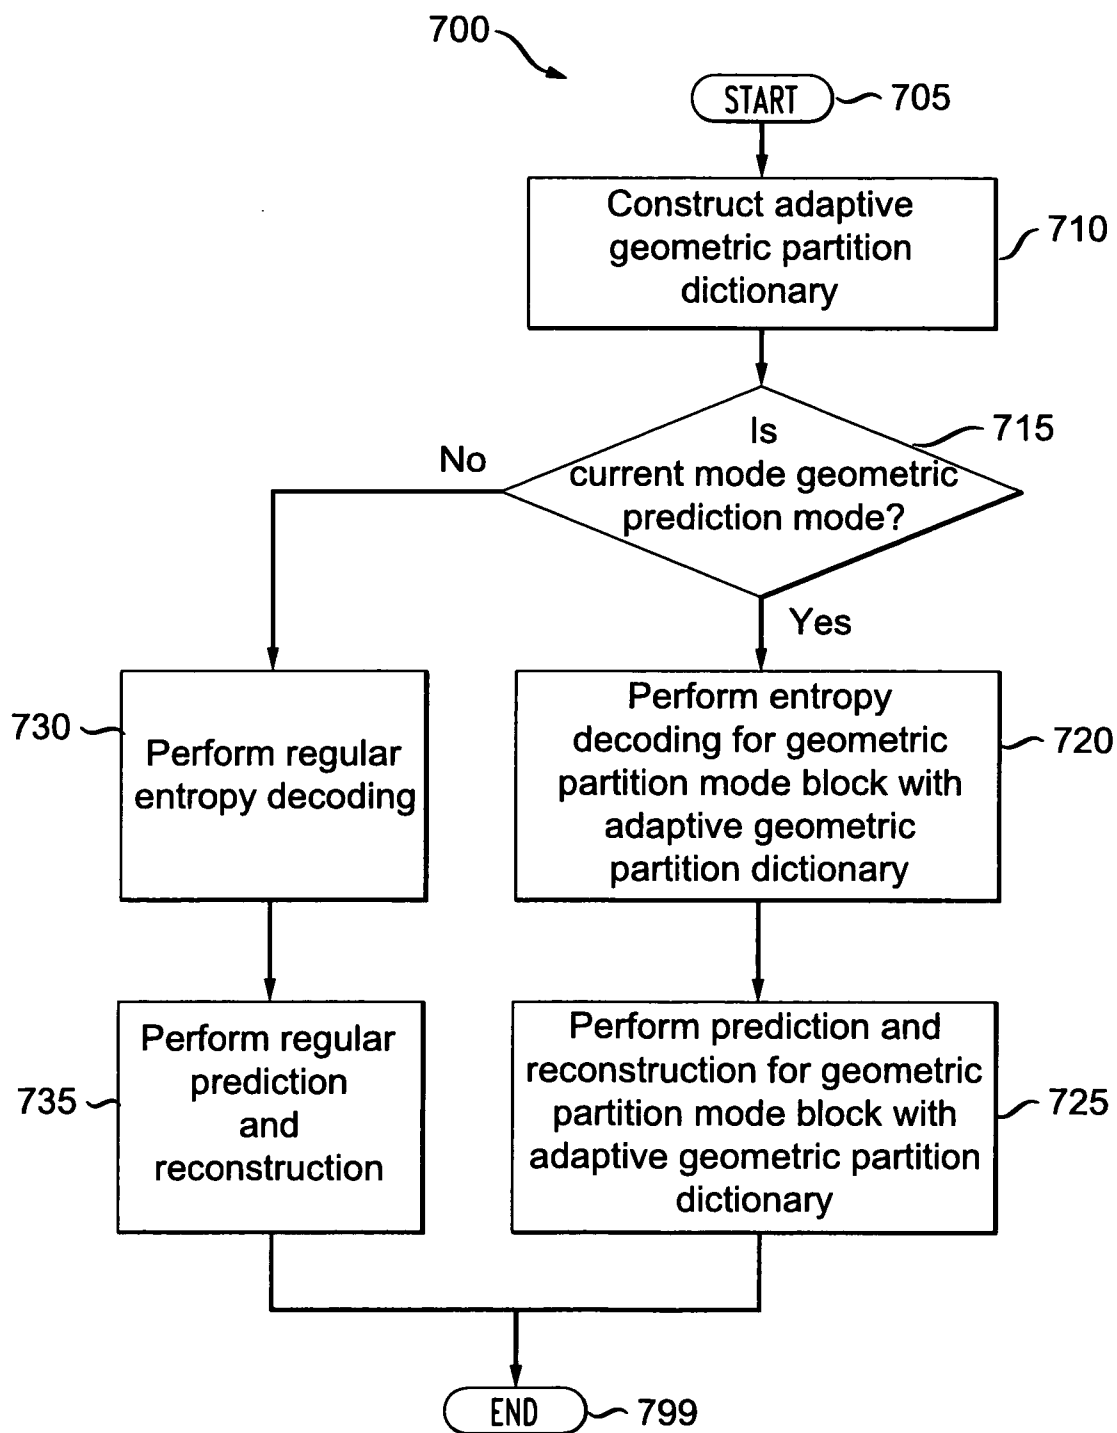 700
START
705
Construct adaptive
geometric partition
dictionary
710
Is
current mode geometric
prediction mode?
715
No
Yes
730
Perform regular
entropy decoding
Perform entropy
decoding for geometric
partition mode block with
adaptive geometric
partition dictionary
720
735
Perform regular
prediction
and
reconstruction
Perform prediction and
reconstruction for geometric
partition mode block with
adaptive geometric partition
dictionary
725
END
799